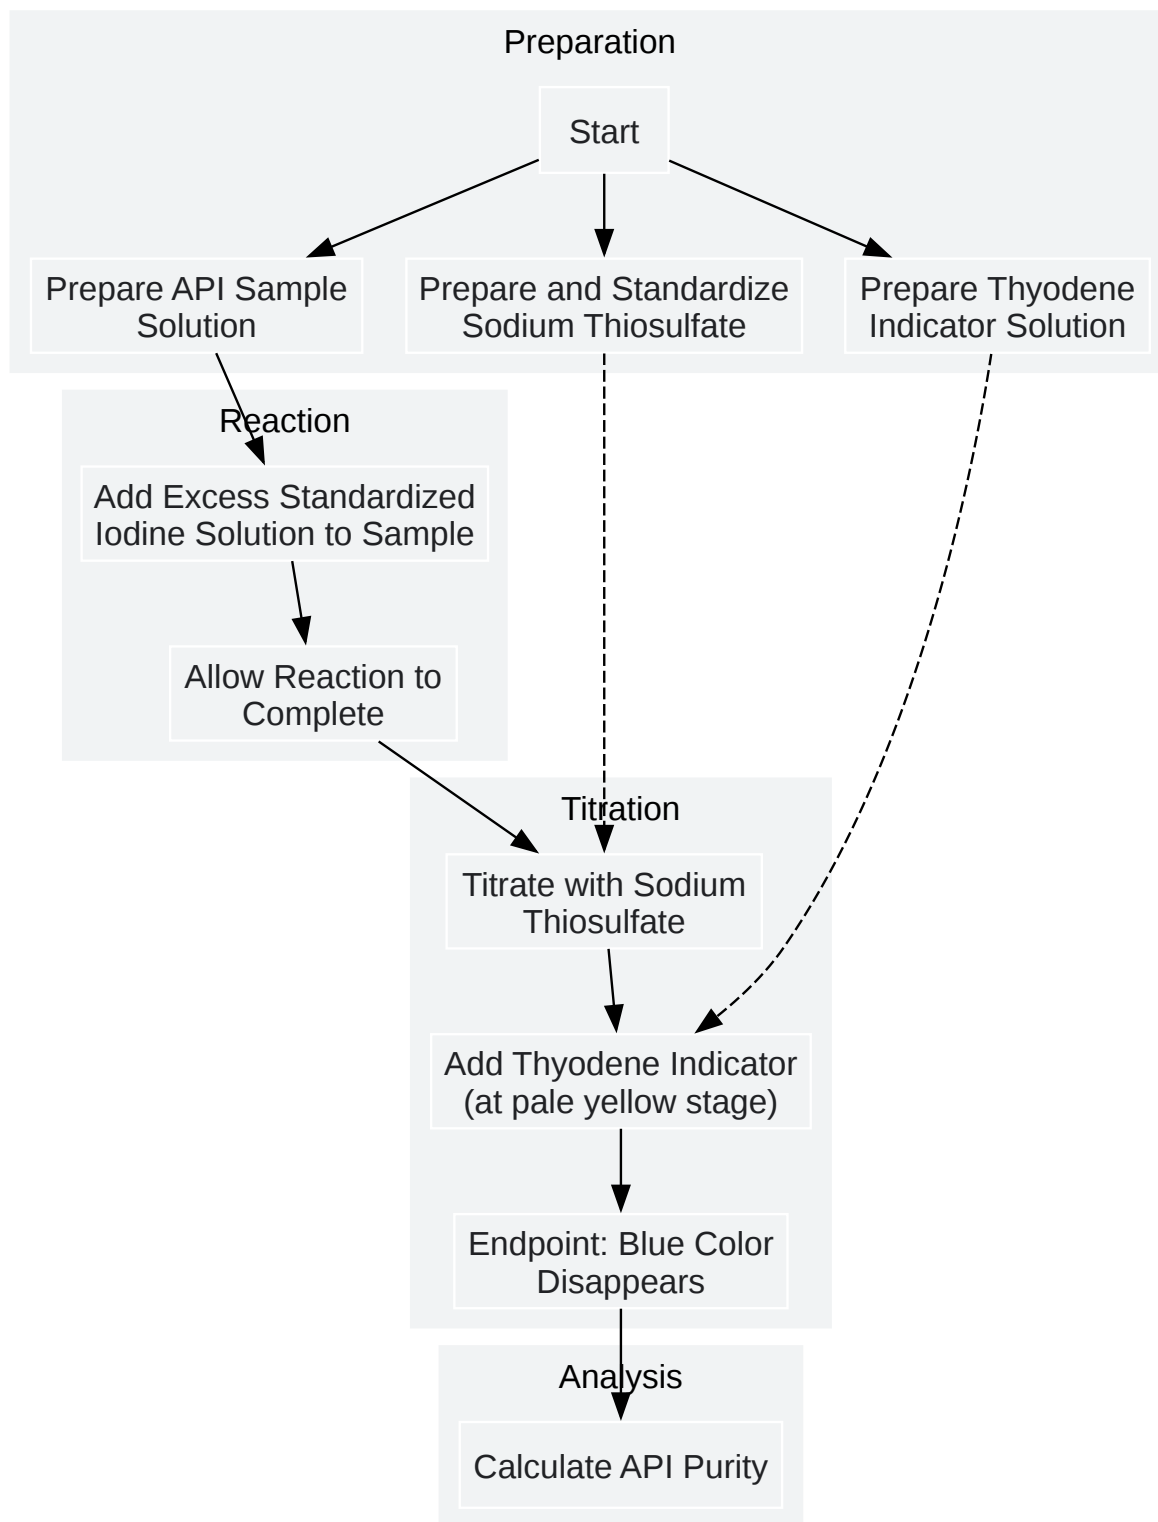 Preparation
Start
Prepare API Sample
Solution
Prepare and Standardize
Sodium Thiosulfate
Prepare Thyodene
Indicator Solution
Reaction
Add Excess Standardized
Iodine Solution to Sample
Allow Reaction to
Complete
Titration
Titrate with Sodium
Thiosulfate
Add Thyodene Indicator
(at pale yellow stage)
Endpoint: Blue Color
Disappears
Analysis
Calculate API Purity